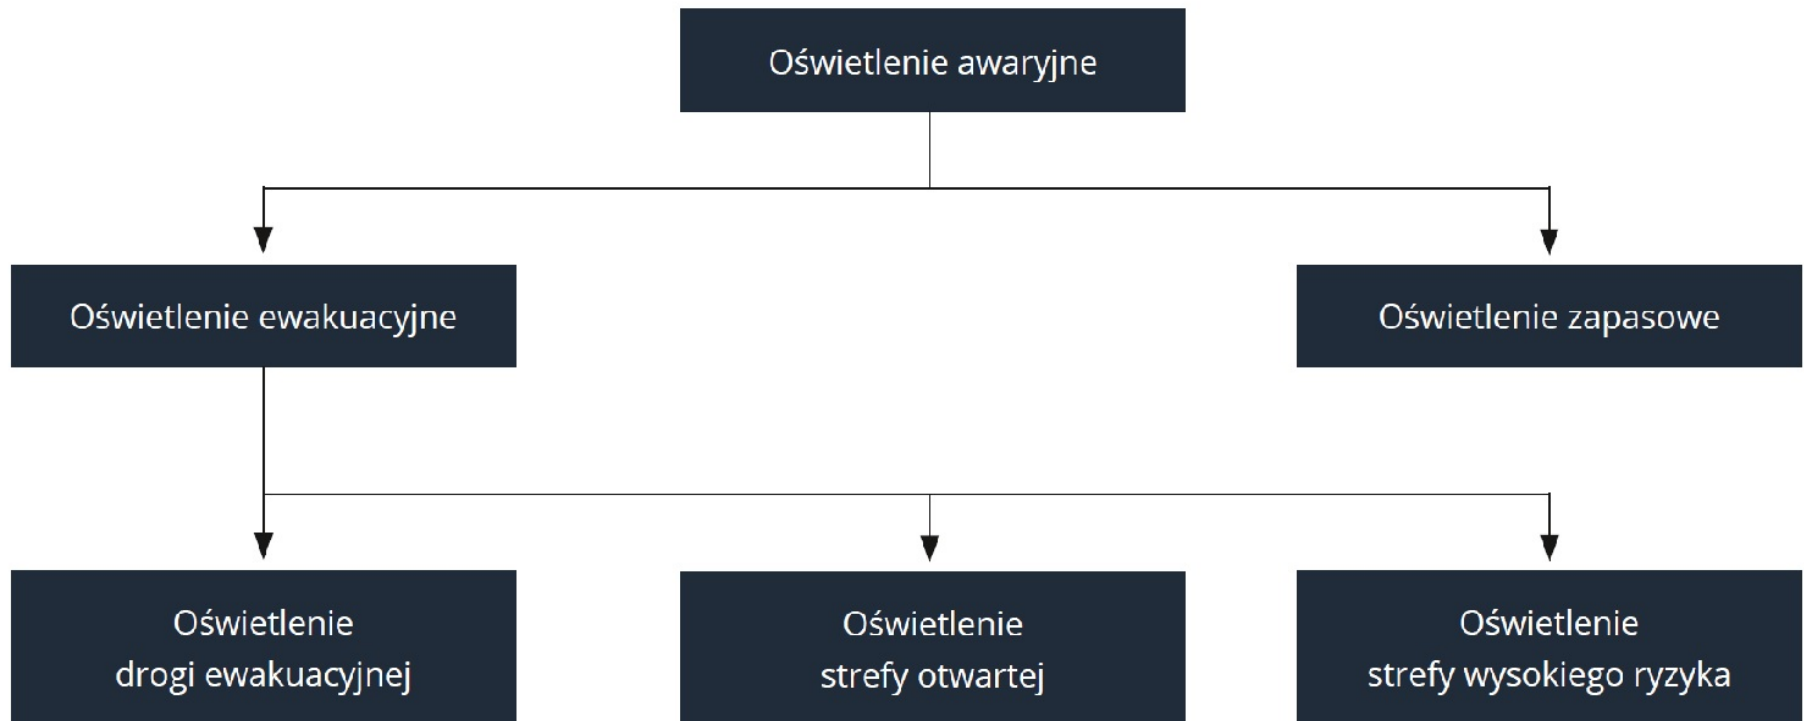 Oświetlenie awaryjne
Oświetlenie ewakuacyjne
Oświetlenie zapasowe
Oświetlenie
drogi ewakuacyjnej
Oświetlenie
strefy otwartej
Oświetlenie
strefy wysokiego ryzyka